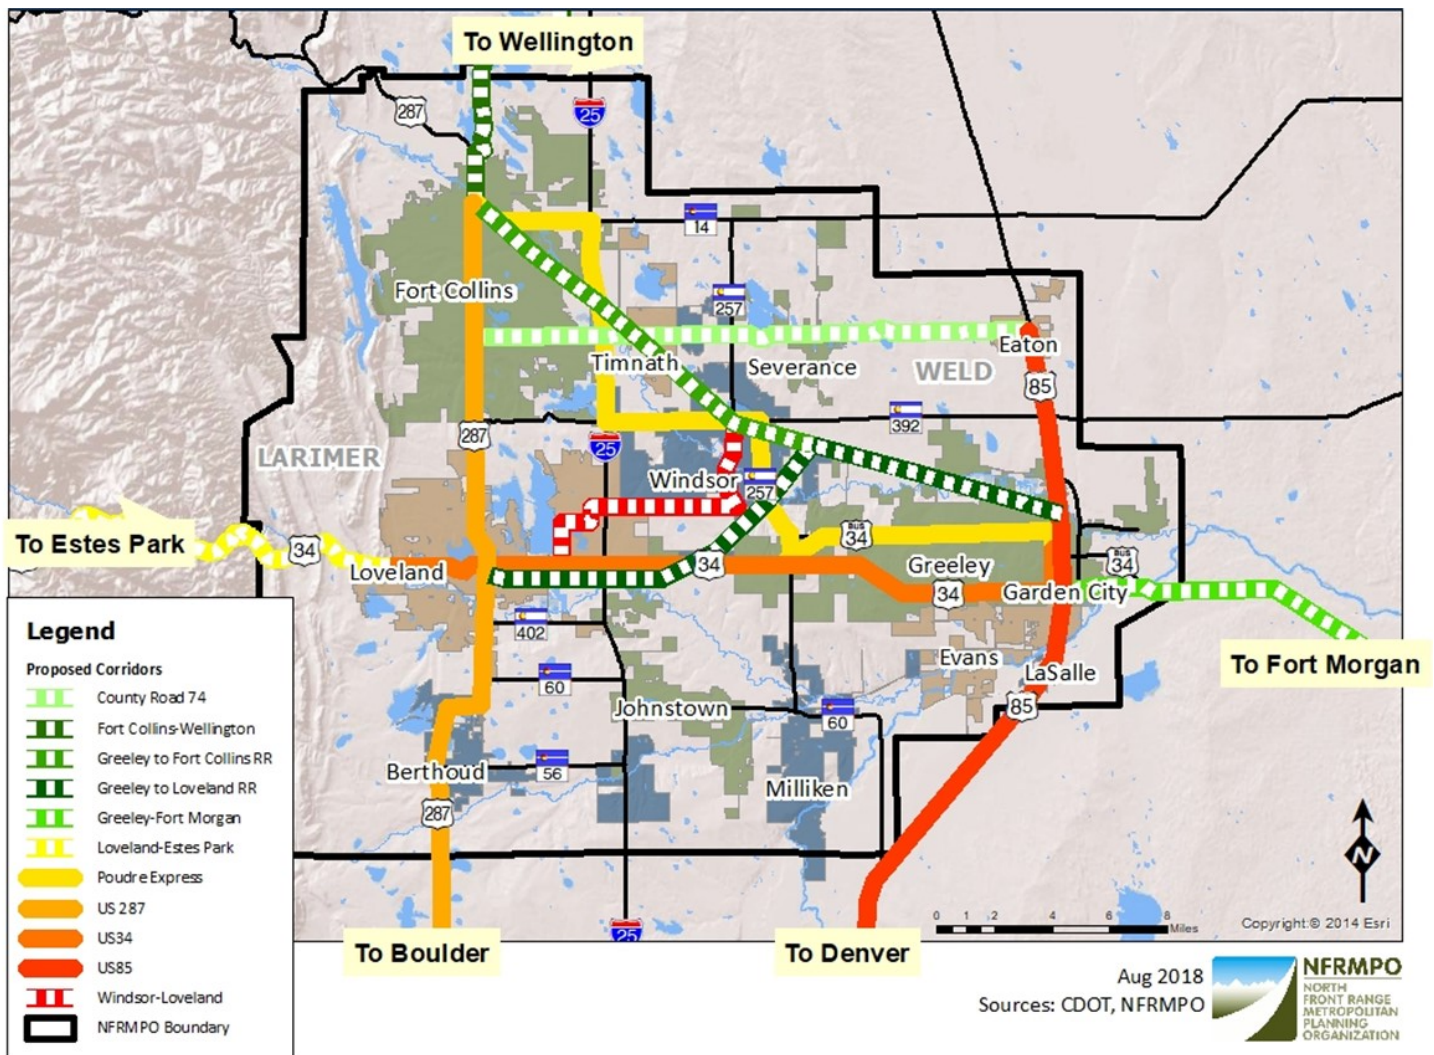 To Wellington
287
25
14
257
Fort Collins
Timnath
Severance
WELD
Eaton
85
392
287
25
LARIMER
Windsor
257
To Estes Park
34
Loveland
34
BUS
34
Greeley
34
Garden City
BUS
34
402
60
Evans
LaSalle
To Fort Morgan
85
Johnstown
60
Berthoud
56
Milliken
287
25
To Boulder
To Denver
Legend
Proposed Corridors
County Road 74
Fort Collins-Wellington
Greeley to Fort Collins RR
Greeley to Loveland RR
Greeley-Fort Morgan
Loveland-Estes Park
Poudre Express
US 287
US34
US85
Windsor-Loveland
NFRMPO Boundary
N
0 1 2 4 6 8
Miles
Copyright:© 2014 Esri
Aug 2018
Sources: CDOT, NFRMPO
NFRMPO
NORTH
FRONT RANGE
METROPOLITAN
PLANNING
ORGANIZATION